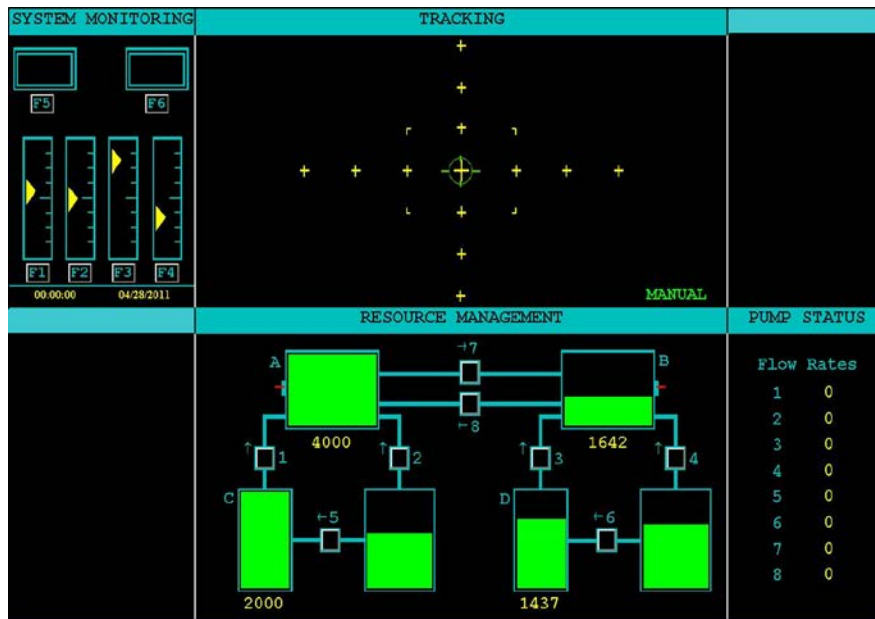 SYSTEM MONITORING
F5 F6
F1 F2 F3 F4
00:00:00 04/28/2011
TRACKING
MANUAL
RESOURCE MANAGEMENT
A
→7
B
←8
4000
1642
↑ 1
↑ 2
↑ 3
↑ 4
C
←5
D
←6
2000
1437
PUMP STATUS
Flow Rates
1 0
2 0
3 0
4 0
5 0
6 0
7 0
8 0